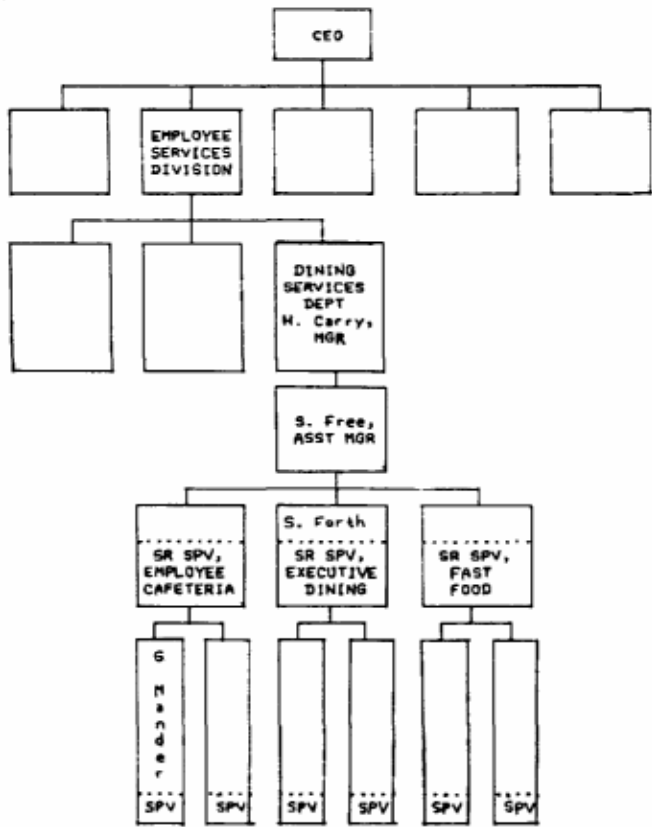 CEO
EMPLOYEE
SERVICES
DIVISION
DINING
SERVICES
DEPT
H. Carry,
MGR
S. Free,
ASST MGR
SR SPV,
EMPLOYEE
CAFETERIA
S. Forth
SR SPV,
EXECUTIVE
DINING
SR SPV,
FAST
FOOD
G
Mander
SPV
SPV
SPV
SPV
SPV
SPV